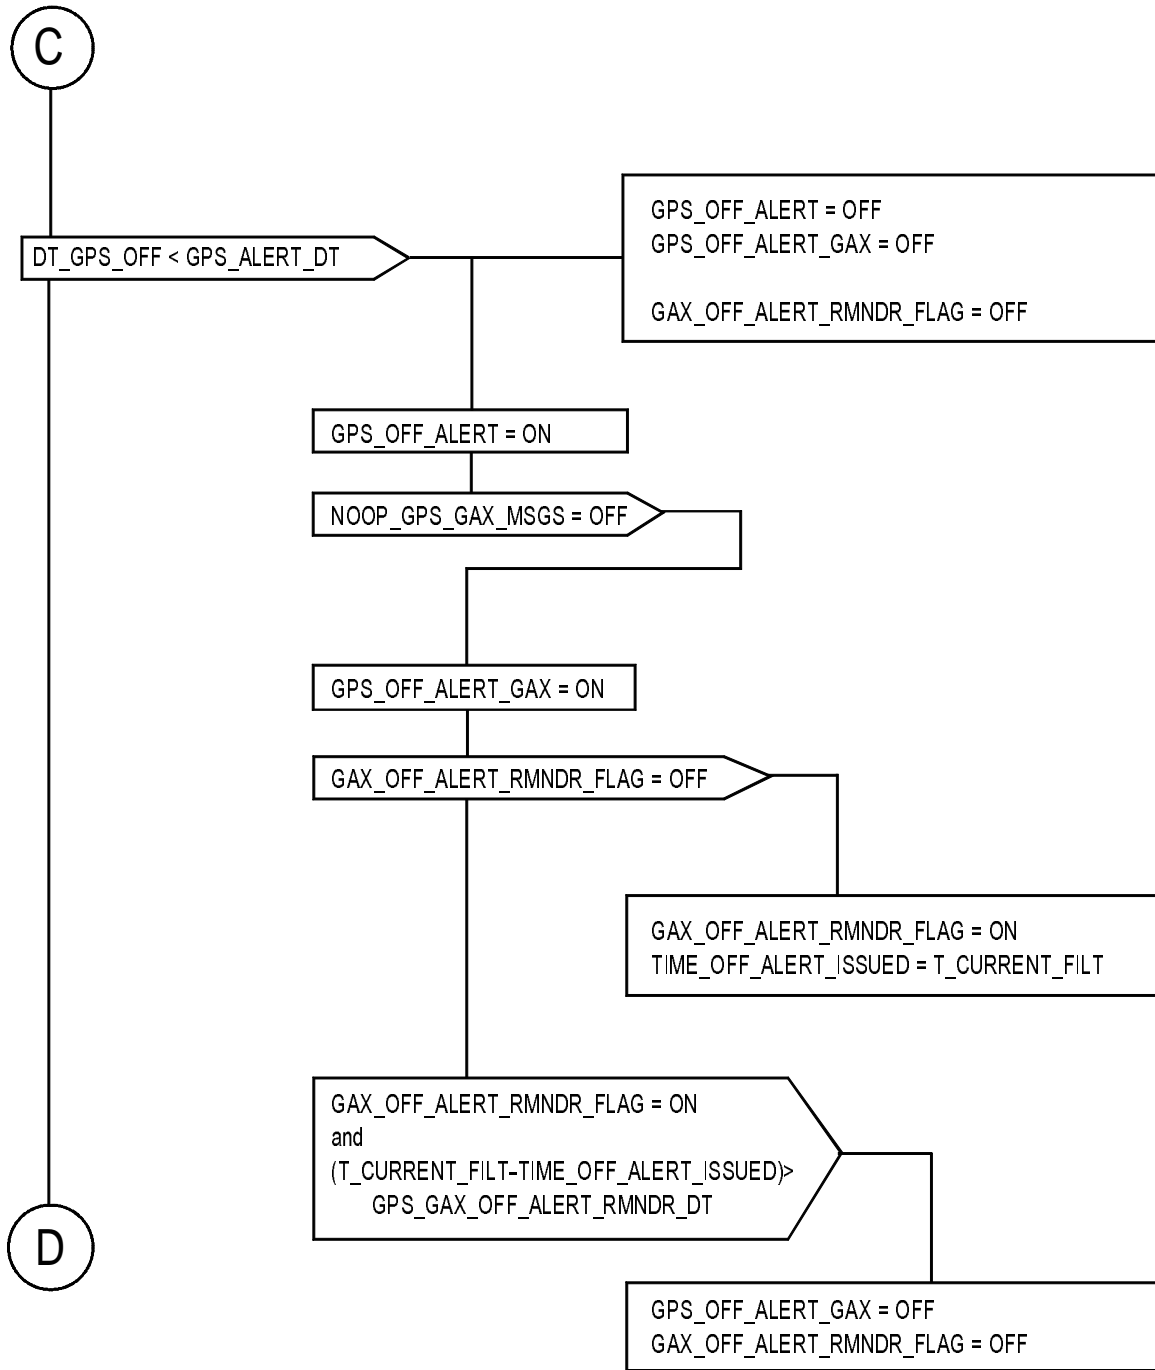 C
DT_GPS_OFF < GPS_ALERT_DT
GPS_OFF_ALERT = OFF
GPS_OFF_ALERT_GAX = OFF
GAX_OFF_ALERT_RMNDR_FLAG = OFF
GPS_OFF_ALERT = ON
NOOP_GPS_GAX_MSGS = OFF
GPS_OFF_ALERT_GAX = ON
GAX_OFF_ALERT_RMNDR_FLAG = OFF
GAX_OFF_ALERT_RMNDR_FLAG = ON
TIME_OFF_ALERT_ISSUED = T_CURRENT_FILT
GAX_OFF_ALERT_RMNDR_FLAG = ON
and
(T_CURRENT_FILT-TIME_OFF_ALERT_ISSUED)>
GPS_GAX_OFF_ALERT_RMNDR_DT
D
GPS_OFF_ALERT_GAX = OFF
GAX_OFF_ALERT_RMNDR_FLAG = OFF